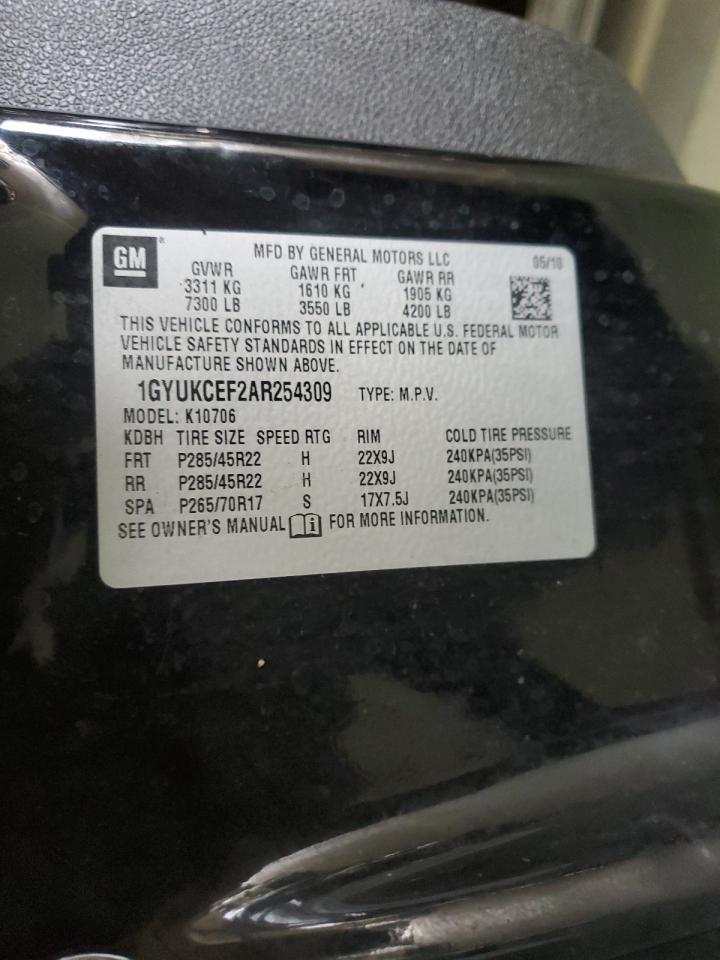 GM®
MFD BY GENERAL MOTORS LLC 05/10
GVWR GAWR FRT GAWR RR
3311 KG 1610 KG 1905 KG
7300 LB 3550 LB 4200 LB
THIS VEHICLE CONFORMS TO ALL APPLICABLE U.S. FEDERAL MOTOR
VEHICLE SAFETY STANDARDS IN EFFECT ON THE DATE OF
MANUFACTURE SHOWN ABOVE.
1GYUKCEF2AR254309 TYPE: M.P.V.
MODEL: K10706
KDBH TIRE SIZE SPEED RTG RIM COLD TIRE PRESSURE
FRT P285/45R22 H 22X9J 240KPA(35PSI)
RR P285/45R22 H 22X9J 240KPA(35PSI)
SPA P265/70R17 S 17X7.5J 240KPA(35PSI)
SEE OWNER'S MANUAL FOR MORE INFORMATION.